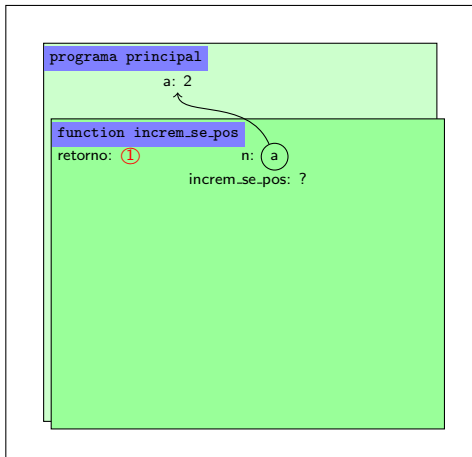 programa principal
a: 2
function increm_se_pos
retorno: 1 n: a
increm_se_pos: ?